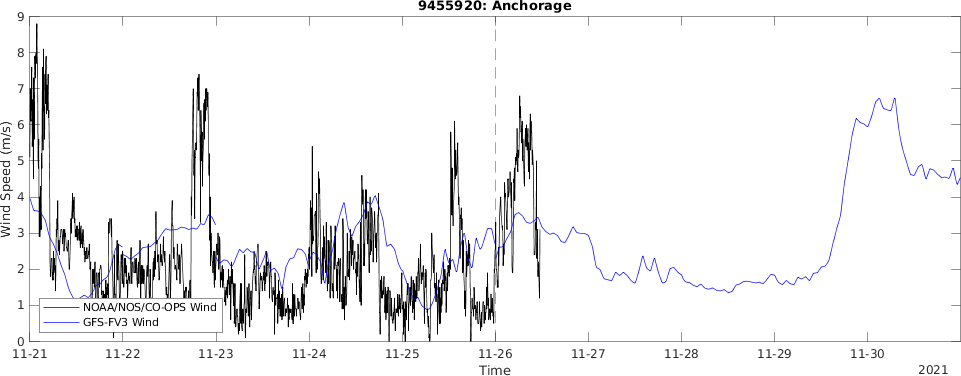 9455920: Anchorage
Wind Speed (m/s)
9
8
7
6
5
4
3
2
1
0
NOAA/NOS/CO-OPS Wind
GFS-FV3 Wind
11-21 11-22 11-23 11-24 11-25 11-26 11-27 11-28 11-29 11-30
Time
2021